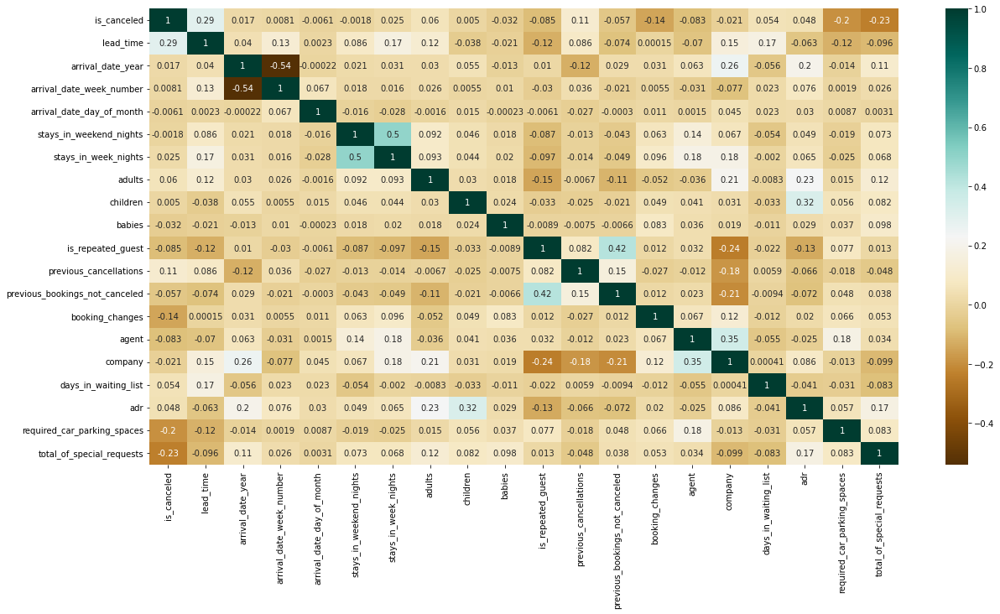 is_canceled 1 0.29 0.017 0.0081 -0.0061 -0.0018 0.025 0.06 0.005 -0.032 -0.085 0.11 -0.057 -0.14 -0.083 -0.021 0.054 0.048 -0.2 -0.23
lead_time 0.29 1 0.04 0.13 0.0023 0.086 0.17 0.12 -0.038 -0.021 -0.12 0.086 -0.074 0.00015 -0.07 0.15 0.17 -0.063 -0.12 -0.096
arrival_date_year 0.017 0.04 1 -0.54 -0.00022 0.021 0.031 0.03 0.055 -0.013 0.01 -0.12 0.029 0.031 0.063 0.26 -0.056 0.2 -0.014 0.11
arrival_date_week_number 0.0081 0.13 -0.54 1 0.067 0.018 0.016 0.026 0.0055 0.01 -0.03 0.036 -0.021 0.0055 -0.031 -0.077 0.023 0.076 0.0019 0.026
arrival_date_day_of_month -0.0061 0.0023 -0.00022 0.067 1 -0.016 -0.028 -0.0016 0.015 -0.00023 -0.0061 -0.027 -0.0003 0.011 0.0015 0.045 0.023 0.03 0.0087 0.0031
stays_in_weekend_nights -0.0018 0.086 0.021 0.018 -0.016 1 0.5 0.092 0.046 0.018 -0.087 -0.013 -0.043 0.063 0.14 0.067 -0.054 0.049 -0.019 0.073
stays_in_week_nights 0.025 0.17 0.031 0.016 -0.028 0.5 1 0.093 0.044 0.02 -0.097 -0.014 -0.049 0.096 0.18 0.18 -0.002 0.065 -0.025 0.068
adults 0.06 0.12 0.03 0.026 -0.0016 0.092 0.093 1 0.03 0.018 -0.15 -0.0067 -0.11 -0.052 -0.036 0.21 -0.0083 0.23 0.015 0.12
children 0.005 -0.038 0.055 0.0055 0.015 0.046 0.044 0.03 1 0.024 -0.033 -0.025 -0.021 0.049 0.041 0.031 -0.033 0.32 0.056 0.082
babies -0.032 -0.021 -0.013 0.01 -0.00023 0.018 0.02 0.018 0.024 1 -0.0089 -0.0075 -0.0066 0.083 0.036 0.019 -0.011 0.029 0.037 0.098
is_repeated_guest -0.085 -0.12 0.01 -0.03 -0.0061 -0.087 -0.097 -0.15 -0.033 -0.0089 1 0.082 0.42 0.012 0.032 -0.24 -0.022 -0.13 0.077 0.013
previous_cancellations 0.11 0.086 -0.12 0.036 -0.027 -0.013 -0.014 -0.0067 -0.025 -0.0075 0.082 1 0.15 -0.027 -0.012 -0.18 0.0059 -0.066 -0.018 -0.048
previous_bookings_not_canceled -0.057 -0.074 0.029 -0.021 -0.0003 -0.043 -0.049 -0.11 -0.021 -0.0066 0.42 0.15 1 0.012 0.023 -0.21 -0.0094 -0.072 0.048 0.038
booking_changes -0.14 0.00015 0.031 0.0055 0.011 0.063 0.096 -0.052 0.049 0.083 0.012 -0.027 0.012 1 0.067 0.12 -0.012 0.02 0.066 0.053
agent -0.083 -0.07 0.063 -0.031 0.0015 0.14 0.18 -0.036 0.041 0.036 0.032 -0.012 0.023 0.067 1 0.35 -0.055 -0.025 0.18 0.034
company -0.021 0.15 0.26 -0.077 0.045 0.067 0.18 0.21 0.031 0.019 -0.24 -0.18 -0.21 0.12 0.35 1 0.00041 0.086 -0.013 -0.099
days_in_waiting_list 0.054 0.17 -0.056 0.023 0.023 -0.054 -0.002 -0.0083 -0.033 -0.011 -0.022 0.0059 -0.0094 -0.012 -0.055 0.00041 1 -0.041 -0.031 -0.083
adr 0.048 -0.063 0.2 0.076 0.03 0.049 0.065 0.23 0.32 0.029 -0.13 -0.066 -0.072 0.02 -0.025 0.086 -0.041 1 0.057 0.17
required_car_parking_spaces -0.2 -0.12 -0.014 0.0019 0.0087 -0.019 -0.025 0.015 0.056 0.037 0.077 -0.018 0.048 0.066 0.18 -0.013 -0.031 0.057 1 0.083
total_of_special_requests -0.23 -0.096 0.11 0.026 0.0031 0.073 0.068 0.12 0.082 0.098 0.013 -0.048 0.038 0.053 0.034 -0.099 -0.083 0.17 0.083 1
is_canceled
lead_time
arrival_date_year
arrival_date_week_number
arrival_date_day_of_month
stays_in_weekend_nights
stays_in_week_nights
adults
children
babies
is_repeated_guest
previous_cancellations
previous_bookings_not_canceled
booking_changes
agent
company
days_in_waiting_list
adr
required_car_parking_spaces
total_of_special_requests
1.0
0.8
0.6
0.4
0.2
0.0
-0.2
-0.4